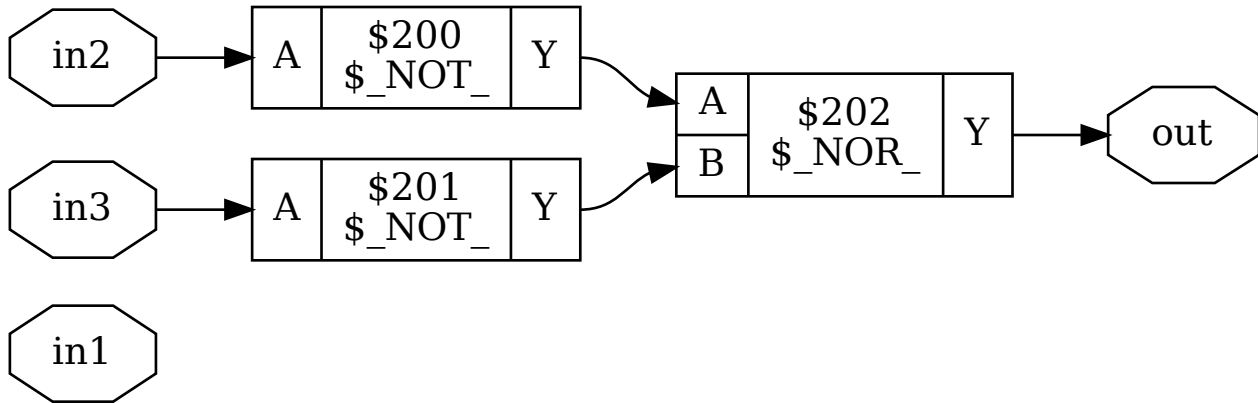 in2
A
$200
$_NOT_
Y
in3
A
$201
$_NOT_
Y
A
B
$202
$_NOR_
Y
out
in1